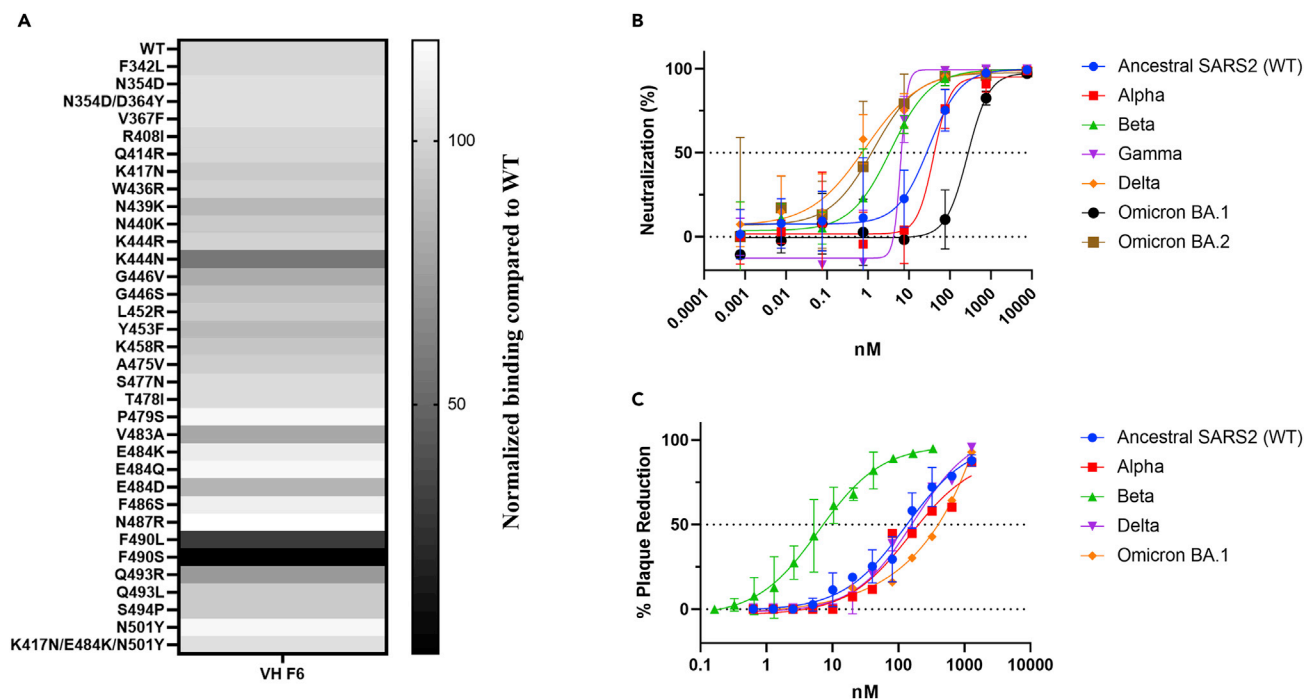 A
WT
F342L
N354D
N354D/D364Y
V367F
R408I
Q414R
K417N
W436R
N439K
N440K
K444R
K444N
G446V
G446S
L452R
Y453F
K458R
A475V
S477N
T478I
P479S
V483A
E484K
E484Q
E484D
F486S
N487R
F490L
F490S
Q493R
Q493L
S494P
N501Y
K417N/E484K/N501Y
VH F6
100
50
Normalized binding compared to WT
B
Neutralization (%)
100
50
0
0.0001
0.001
0.01
0.1
1
10
100
1000
10000
nM
Ancestral SARS2 (WT)
Alpha
Beta
Gamma
Delta
Omicron BA.1
Omicron BA.2
C
% Plaque Reduction
100
50
0
0.1
1
10
100
1000
10000
nM
Ancestral SARS2 (WT)
Alpha
Beta
Delta
Omicron BA.1